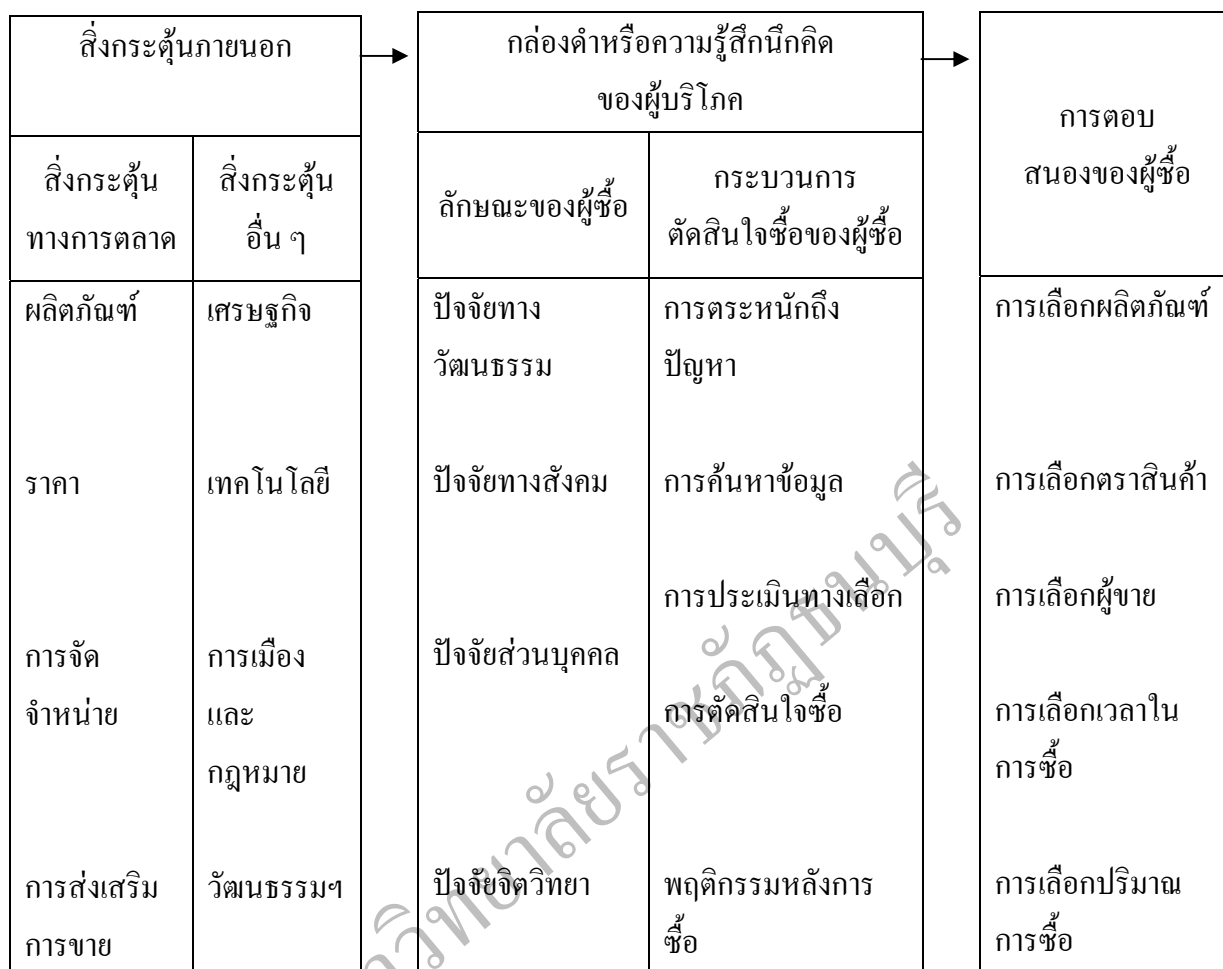 สิ่งกระตุ้นภายนอก
สิ่งกระตุ้น
ทางการตลาด
สิ่งกระตุ้น
อื่น ๆ
ผลิตภัณฑ์
เศรษฐกิจ
ราคา
เทคโนโลยี
การจัด
จำหน่าย
การเมือง
และ
กฎหมาย
การส่งเสริม
การขาย
วัฒนธรรมฯ
กล่องดำหรือความรู้สึกนึกคิด
ของผู้บริโภค
ลักษณะของผู้ซื้อ
กระบวนการ
ตัดสินใจซื้อของผู้ซื้อ
ปัจจัยทาง
วัฒนธรรม
ปัจจัยทางสังคม
ปัจจัยส่วนบุคคล
ปัจจัยจิตวิทยา
การตระหนักถึง
ปัญหา
การค้นหาข้อมูล
การประเมินทางเลือก
การตัดสินใจซื้อ
พฤติกรรมหลังการ
ซื้อ
การตอบ
สนองของผู้ซื้อ
การเลือกผลิตภัณฑ์
การเลือกตราสินค้า
การเลือกผู้ขาย
การเลือกเวลาใน
การซื้อ
การเลือกปริมาณ
การซื้อ
วิทยาลัยราชภัฏธนบุรี